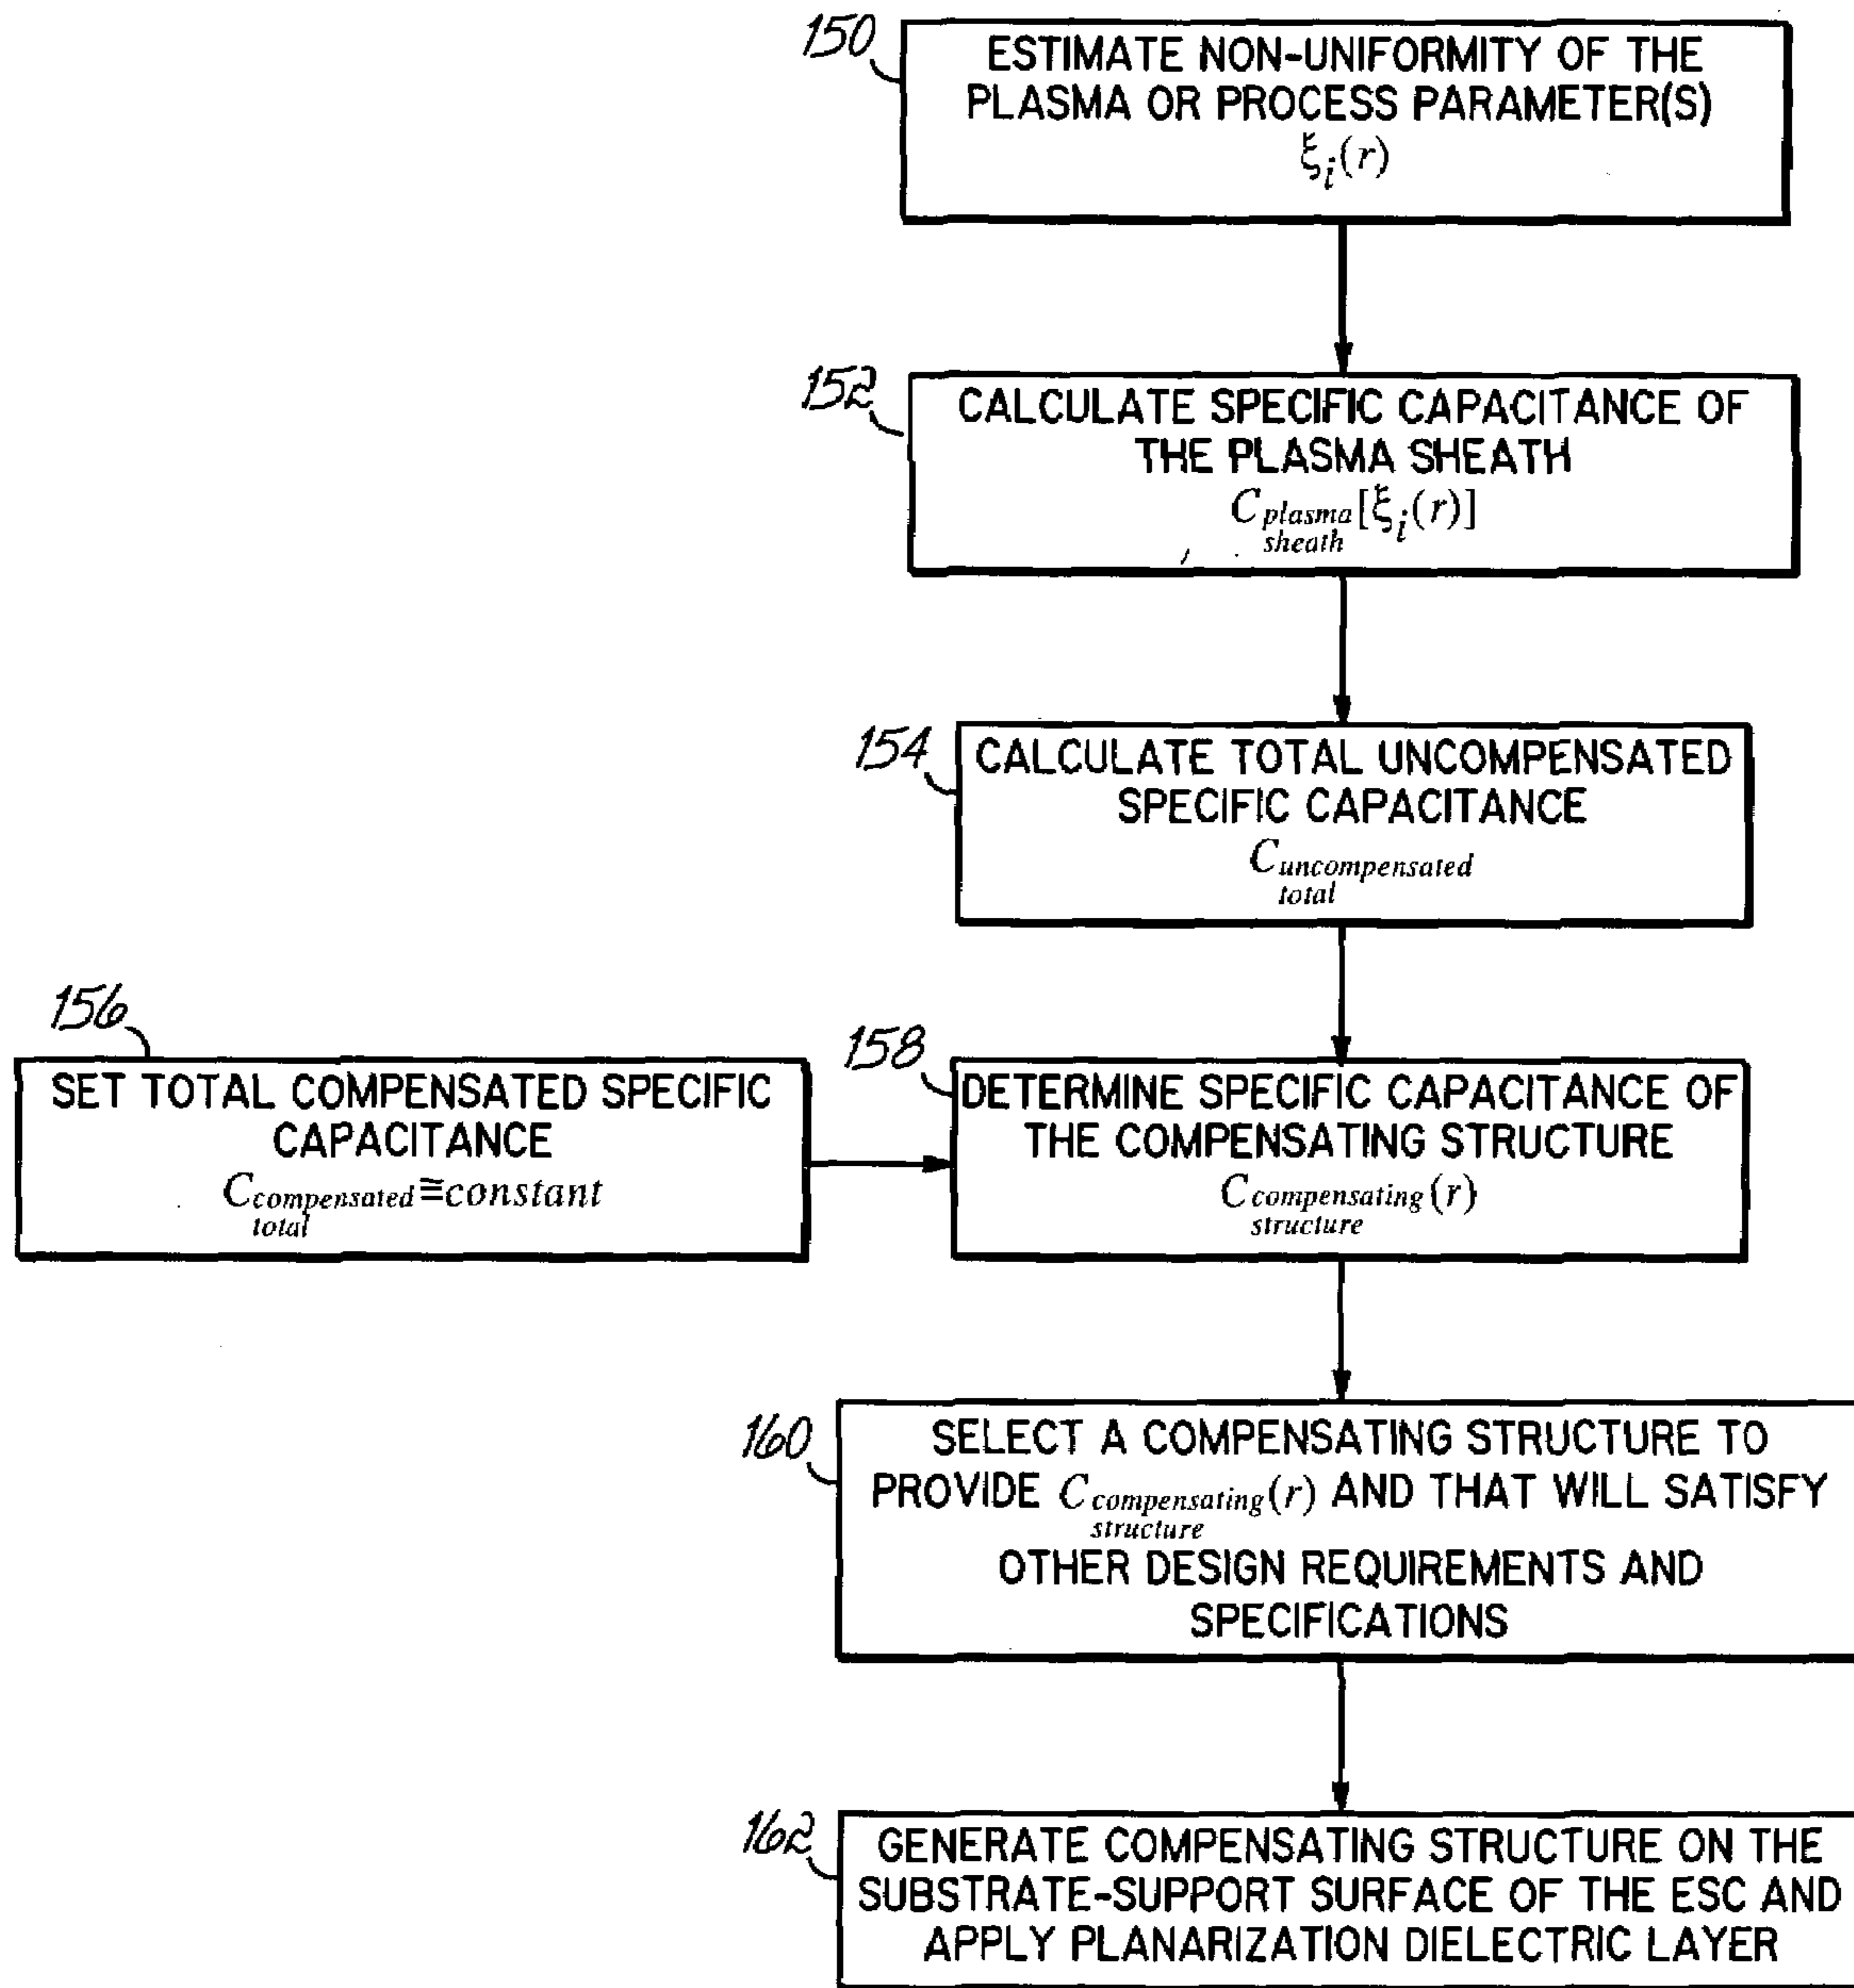 150
ESTIMATE NON-UNIFORMITY OF THE
PLASMA OR PROCESS PARAMETER(S)
ξi(r)
152
CALCULATE SPECIFIC CAPACITANCE OF
THE PLASMA SHEATH
Cplasma[ξi(r)]
sheath
154
CALCULATE TOTAL UNCOMPENSATED
SPECIFIC CAPACITANCE
Cuncompensated
total
156
SET TOTAL COMPENSATED SPECIFIC
CAPACITANCE
Ccompensated≅constant
total
158
DETERMINE SPECIFIC CAPACITANCE OF
THE COMPENSATING STRUCTURE
Ccompensating(r)
structure
160
SELECT A COMPENSATING STRUCTURE TO
PROVIDE Ccompensating(r) AND THAT WILL SATISFY
structure
OTHER DESIGN REQUIREMENTS AND
SPECIFICATIONS
162
GENERATE COMPENSATING STRUCTURE ON THE
SUBSTRATE-SUPPORT SURFACE OF THE ESC AND
APPLY PLANARIZATION DIELECTRIC LAYER